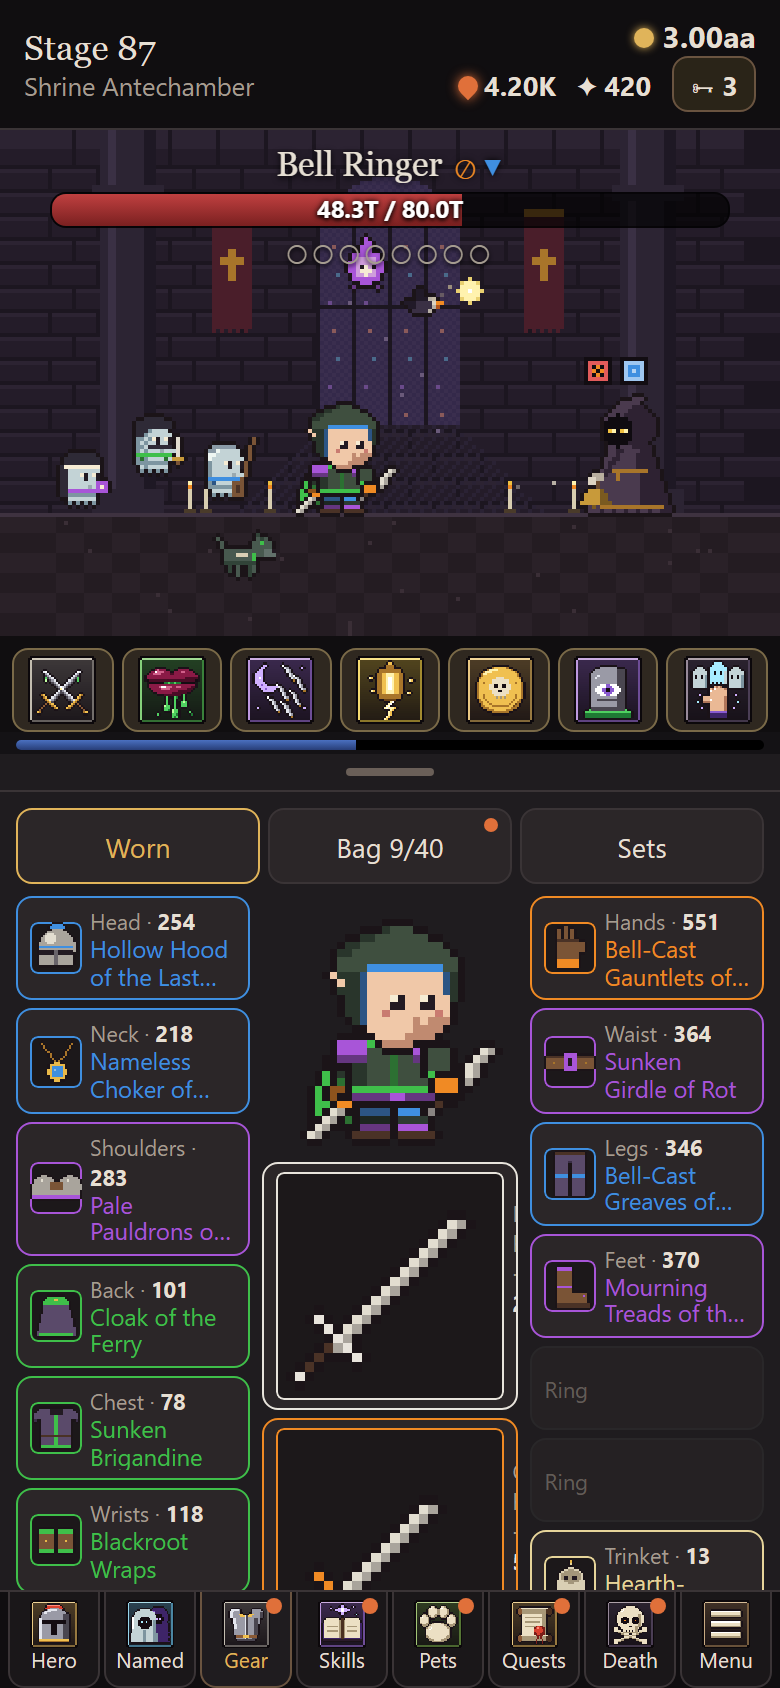 Stage 87
3.00aa
Shrine Antechamber
4.20K
420
3
Bell Ringer
48.3T / 80.0T
Worn
Bag 9/40
Sets
Head · 254
Hollow Hood
of the Last...
Neck · 218
Nameless
Choker of...
Shoulders ·
283
Pale
Pauldrons o...
Back · 101
Cloak of the
Ferry
Chest · 78
Sunken
Brigandine
Wrists · 118
Blackroot
Wraps
Hands · 551
Bell-Cast
Gauntlets of...
Waist · 364
Sunken
Girdle of Rot
Legs · 346
Bell-Cast
Greaves of...
Feet · 370
Mourning
Treads of th...
Ring
Ring
Trinket · 13
Hearth-
Hero
Named
Gear
Skills
Pets
Quests
Death
Menu